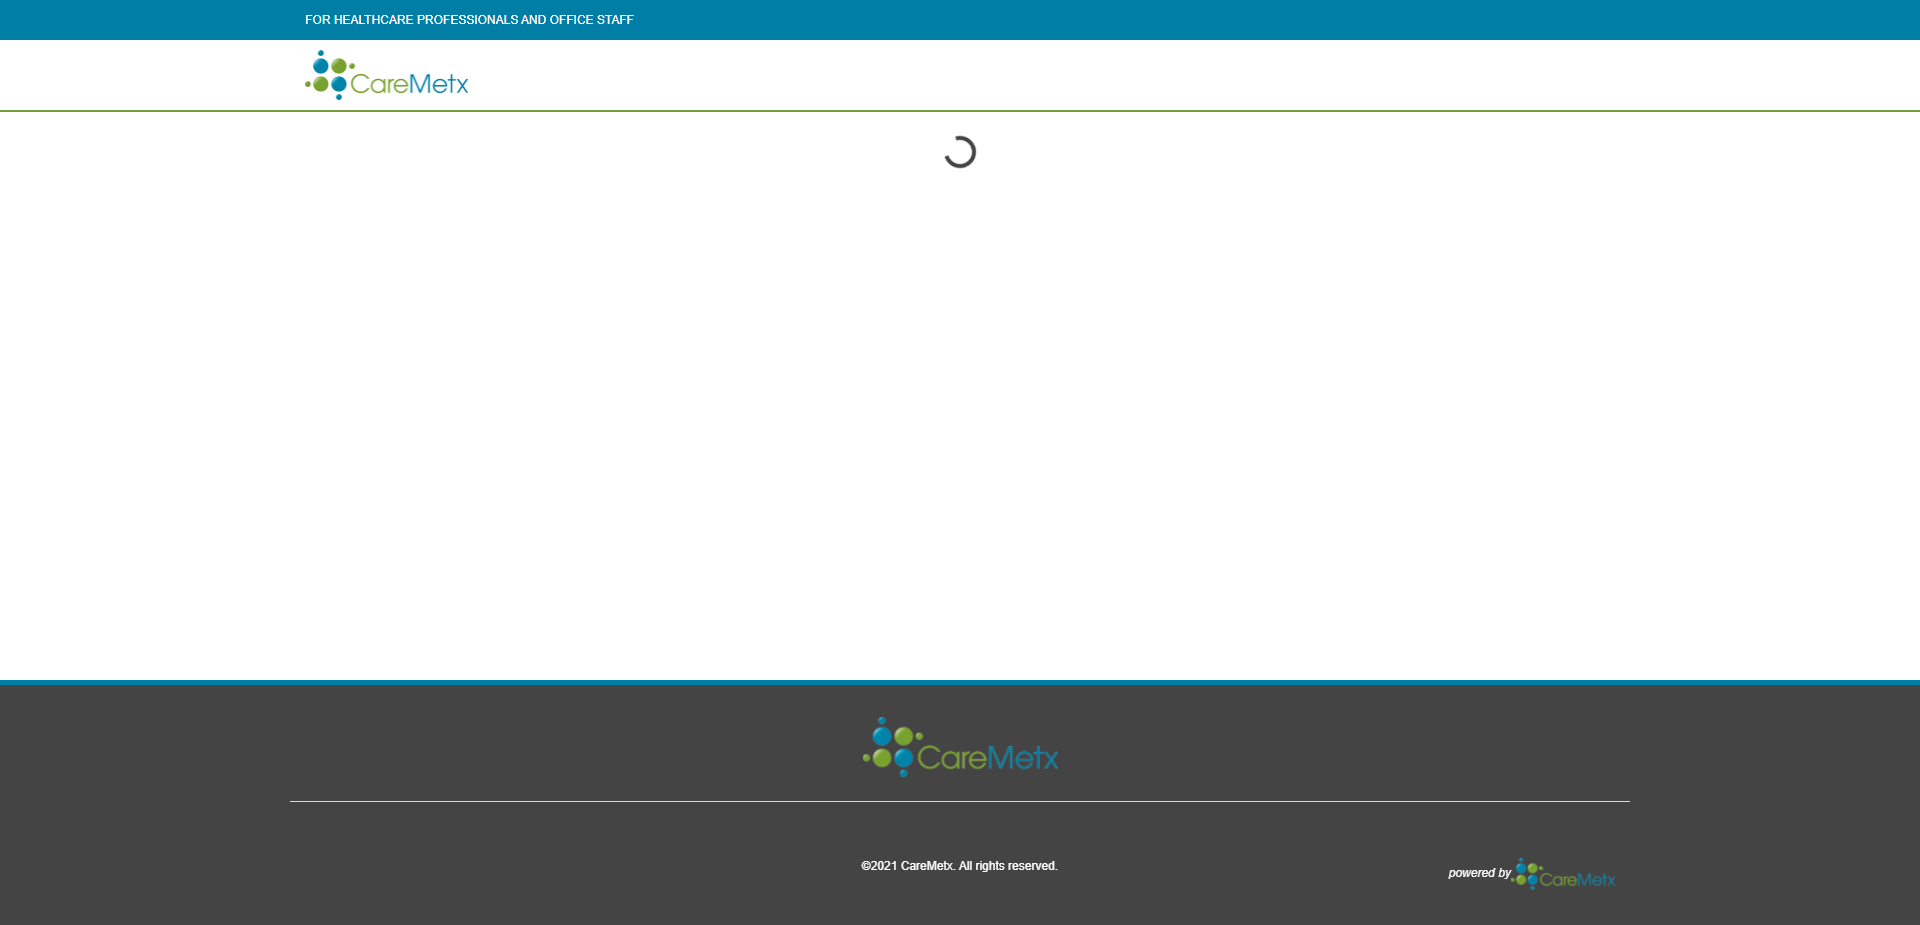 FOR HEALTHCARE PROFESSIONALS AND OFFICE STAFF
CareMetx
CareMetx
©2021 CareMetx. All rights reserved.
powered by CareMetx